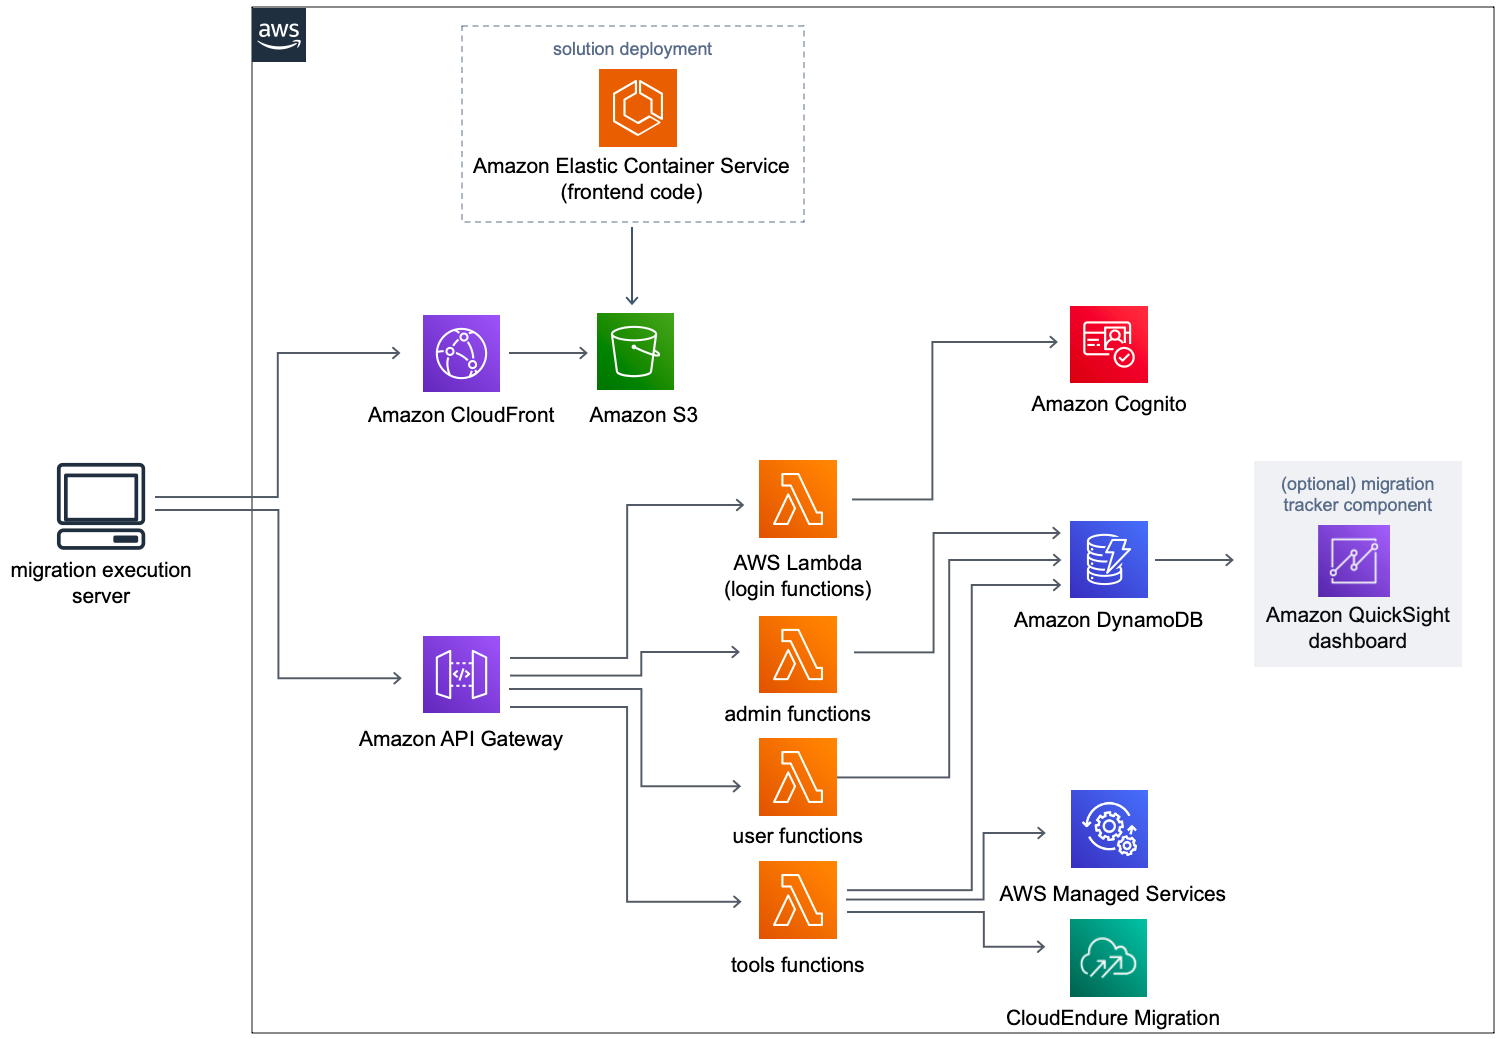 aws
solution deployment
Amazon Elastic Container Service
(frontend code)
Amazon CloudFront
Amazon S3
Amazon Cognito
migration execution
server
AWS Lambda
(login functions)
Amazon DynamoDB
(optional) migration
tracker component
Amazon QuickSight
dashboard
</>
Amazon API Gateway
admin functions
user functions
AWS Managed Services
tools functions
CloudEndure Migration